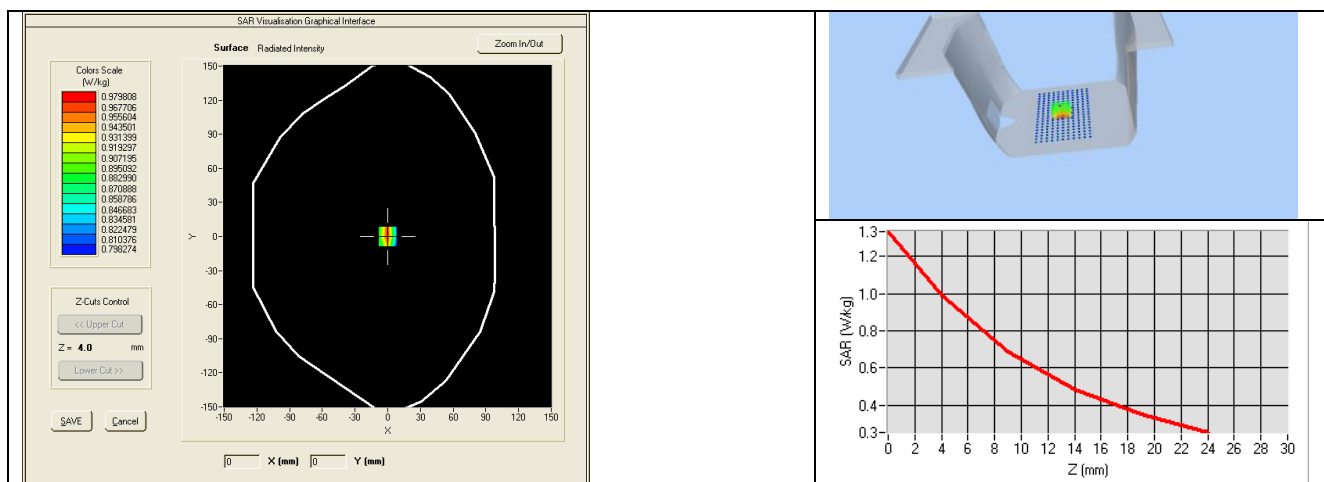 SAR Visualisation Graphical Interface
Surface Radiated Intensity
Zoom In/Out
Colors Scale
(W/kg)
0.979808
0.967706
0.955604
0.943501
0.931399
0.919297
0.907195
0.895092
0.882990
0.870888
0.858786
0.846683
0.834581
0.822479
0.810376
0.798274
Z-Cuts Control
<< Upper Cut
Z = 4.0 mm
Lower Cut >>
SAVE Cancel
150-
120-
90-
60-
30-
0-
-30-
-60-
-90-
-120-
-150-
Y
-150 -120 -90 -60 -30 0 30 60 90 120 150
X
0 X (mm) 0 Y (mm)
1.3-
1.2-
1.0-
0.8-
0.6-
0.4-
0.3-
SAR (W/kg)
0 2 4 6 8 10 12 14 16 18 20 22 24 26 28 30
Z (mm)